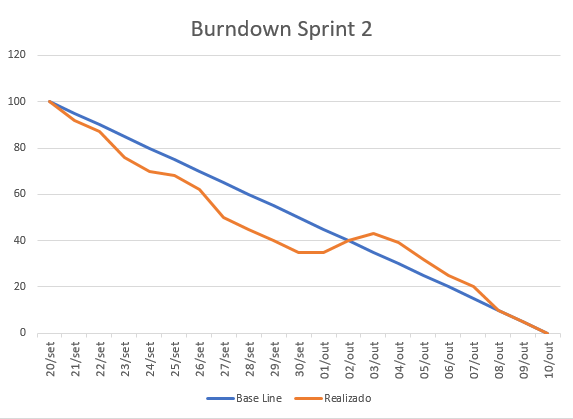 Burndown Sprint 2
120
100
80
60
40
20
0
20/set
21/set
22/set
23/set
24/set
25/set
26/set
27/set
28/set
29/set
30/set
01/out
02/out
03/out
04/out
05/out
06/out
07/out
08/out
09/out
10/out
Base Line Realizado